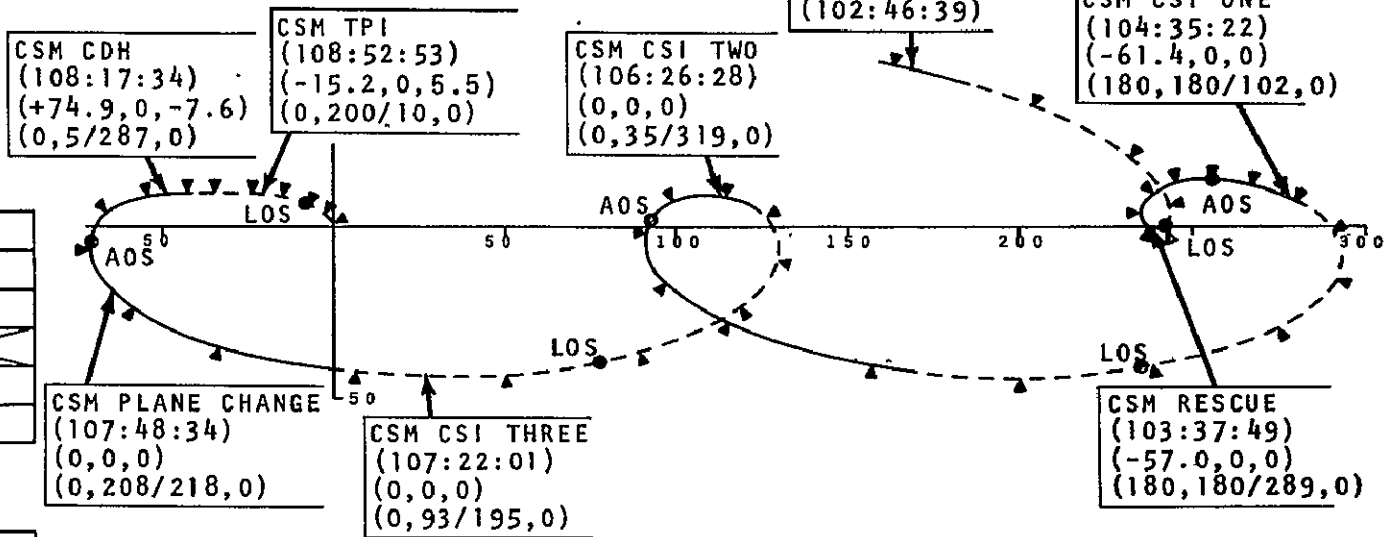 (102:46:39)
CSM CSI ONE
(104:35:22)
(-61.4,0,0)
(180,180/102,0)
CSM CDH
(108:17:34)
(+74.9,0,-7.6)
(0,5/287,0)
CSM TPI
(108:52:53)
(-15.2,0,5.5)
(0,200/10,0)
CSM CSI TWO
(106:26:28)
(0,0,0)
(0,35/319,0)
LOS
AOS
AOS
50
50
100
150
200
300
AOS
LOS
LOS
LOS
50
CSM PLANE CHANGE
(107:48:34)
(0,0,0)
(0,208/218,0)
CSM CSI THREE
(107:22:01)
(0,0,0)
(0,93/195,0)
CSM RESCUE
(103:37:49)
(-57.0,0,0)
(180,180/289,0)